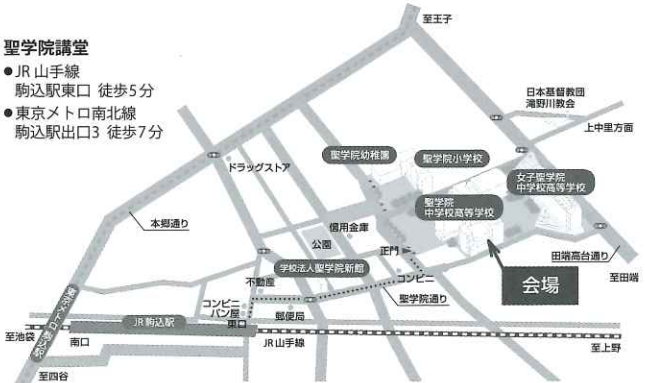 聖学院講堂
●JR 山手線
駒込駅東口 徒歩5分
●東京メトロ南北線
駒込駅出口3 徒歩7分
至王子
日本基督教団
滝野川教会
上中里方面
聖学院幼稚園
聖学院小学校
女子聖学院
中学校高等学校
聖学院
中学校高等学校
ドラッグストア
本郷通り
信用金庫
公園
正門
学校法人聖学院新館
コンビニ
田端高台通り
会場
至田端
不動産
聖学院通り
コンビニ
パン屋
東口
郵便局
東京メトロ駒込駅
JR 駒込駅
至池袋
南口
JR 山手線
至上野
至四谷